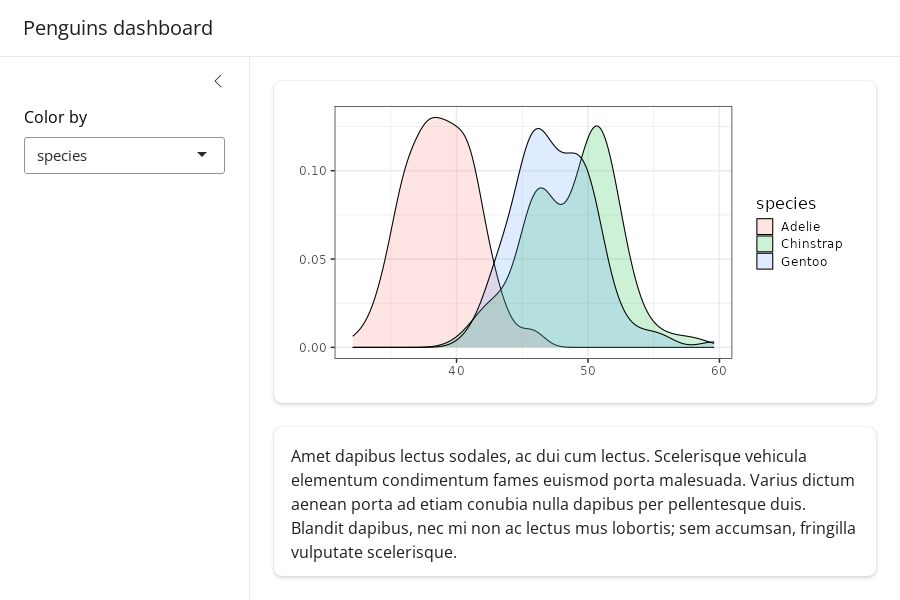 Penguins dashboard
Color by
species
0.10
0.05
0.00
40 50 60
species
Adelie
Chinstrap
Gentoo
Amet dapibus lectus sodales, ac dui cum lectus. Scelerisque vehicula
elementum condimentum fames euismod porta malesuada. Varius dictum
aenean porta ad etiam conubia nulla dapibus per pellentesque duis.
Blandit dapibus, nec mi non ac lectus mus lobortis; sem accumsan, fringilla
vulputate scelerisque.